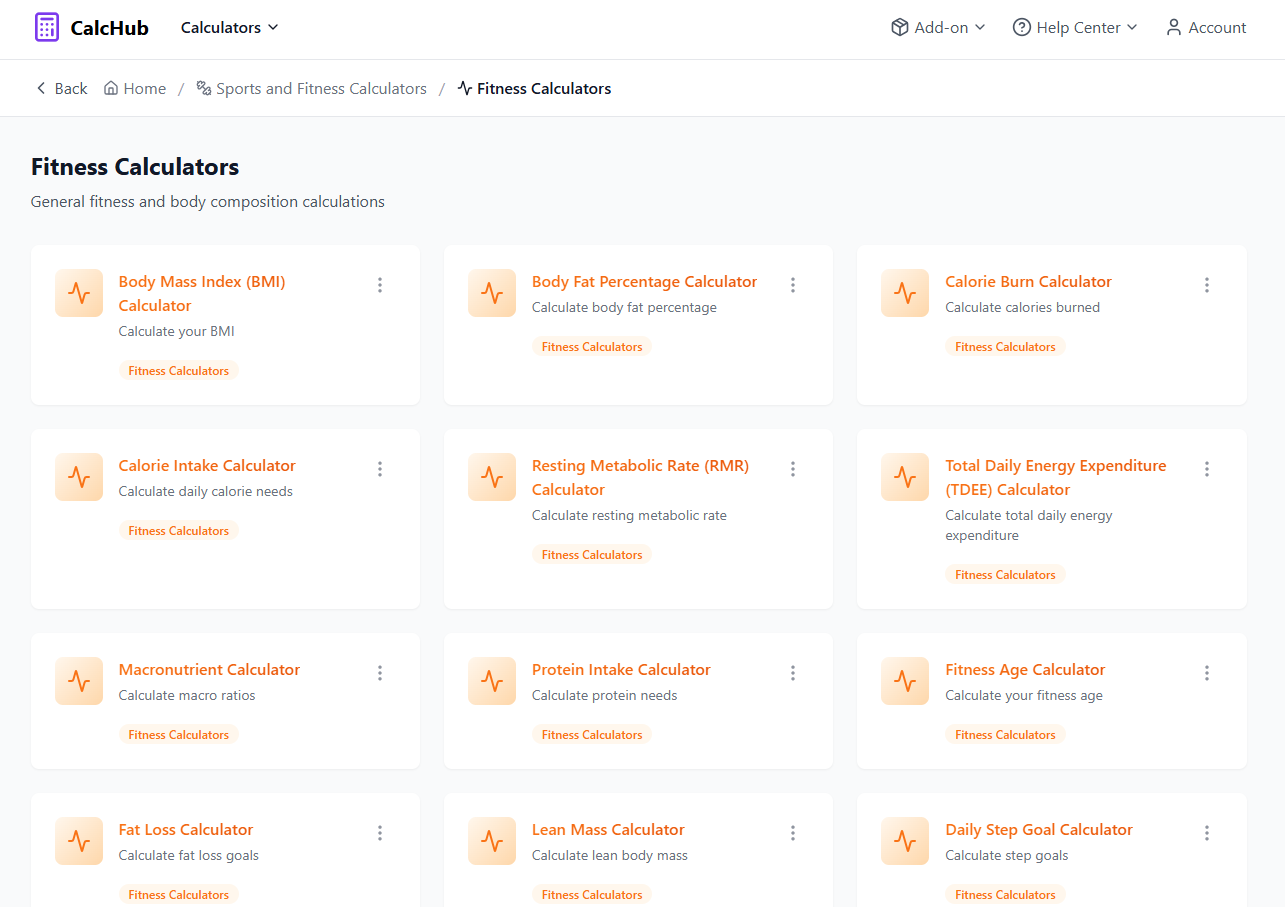 CalcHub
Calculators
Add-on
Help Center
Account
Back
Home / Sports and Fitness Calculators / Fitness Calculators
Fitness Calculators
General fitness and body composition calculations
Body Mass Index (BMI)
Calculator
Calculate your BMI
Fitness Calculators
Body Fat Percentage Calculator
Calculate body fat percentage
Fitness Calculators
Calorie Burn Calculator
Calculate calories burned
Fitness Calculators
Calorie Intake Calculator
Calculate daily calorie needs
Fitness Calculators
Resting Metabolic Rate (RMR)
Calculator
Calculate resting metabolic rate
Fitness Calculators
Total Daily Energy Expenditure
(TDEE) Calculator
Calculate total daily energy
expenditure
Fitness Calculators
Macronutrient Calculator
Calculate macro ratios
Fitness Calculators
Protein Intake Calculator
Calculate protein needs
Fitness Calculators
Fitness Age Calculator
Calculate your fitness age
Fitness Calculators
Fat Loss Calculator
Calculate fat loss goals
Fitness Calculators
Lean Mass Calculator
Calculate lean body mass
Fitness Calculators
Daily Step Goal Calculator
Calculate step goals
Fitness Calculators